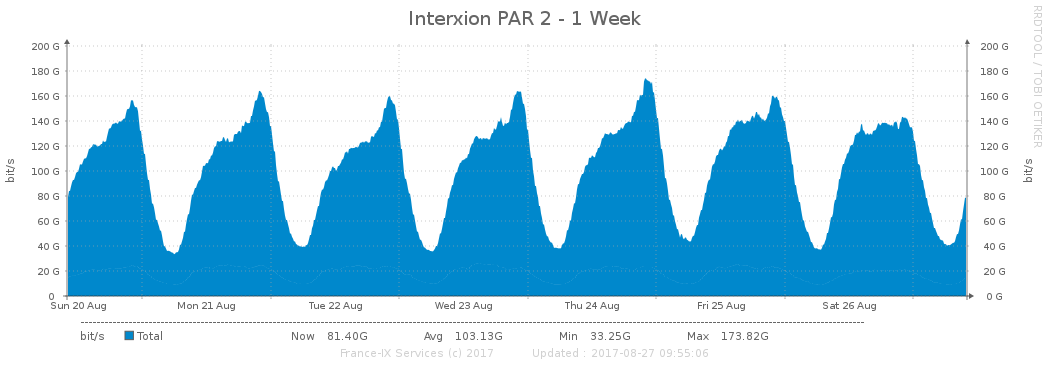 Interxion PAR 2 - 1 Week
RRDTOOL / TOBI OETIKER
bit/s
200 G 200 G
180 G 180 G
160 G 160 G
140 G 140 G
120 G 120 G
100 G 100 G
80 G 80 G
60 G 60 G
40 G 40 G
20 G 20 G
0 0 G
bit/s
Sun 20 Aug Mon 21 Aug Tue 22 Aug Wed 23 Aug Thu 24 Aug Fri 25 Aug Sat 26 Aug
bit/s Total Now 81.40G Avg 103.13G Min 33.25G Max 173.82G
France-IX Services (c) 2017 Updated : 2017-08-27 09:55:06